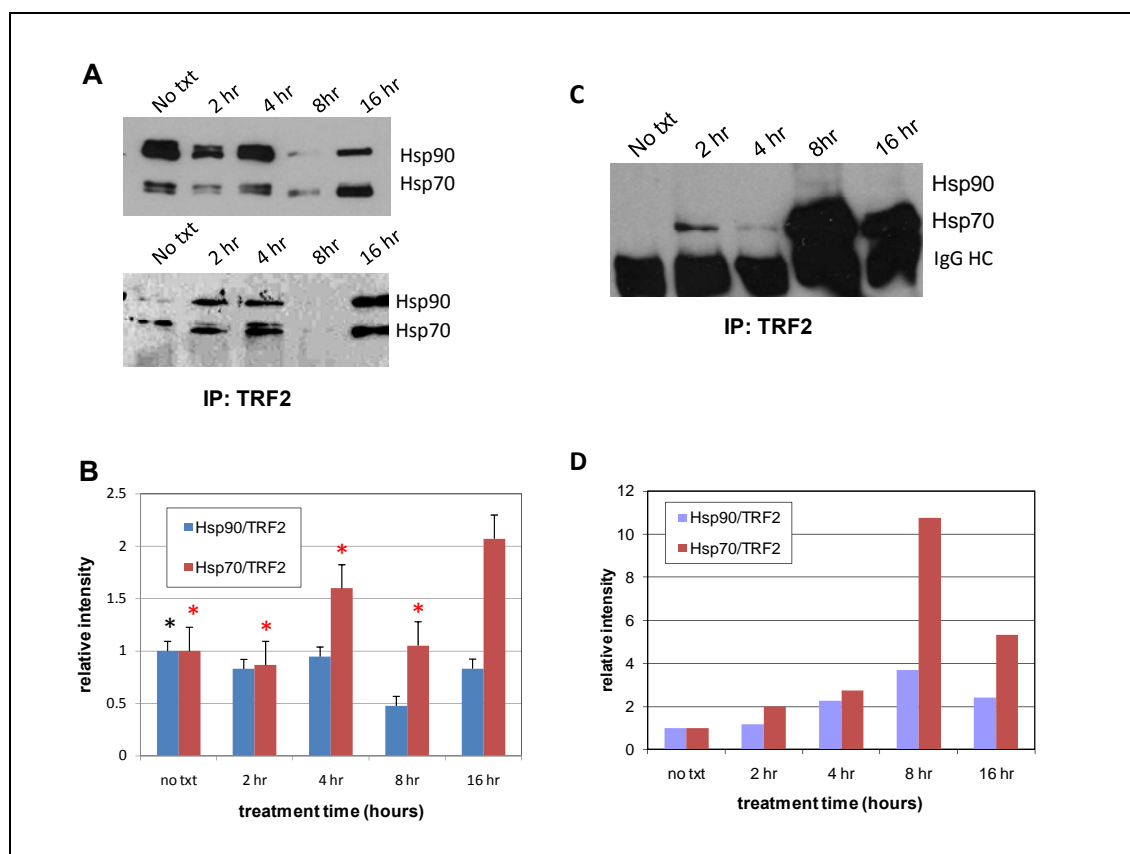 A
No txt 2 hr 4 hr 8hr 16 hr
Hsp90
Hsp70
No txt 2 hr 4 hr 8hr 16 hr
Hsp90
Hsp70
IP: TRF2
C
No txt 2 hr 4 hr 8hr 16 hr
Hsp90
Hsp70
IgG HC
IP: TRF2
B
2.5
2
1.5
1
0.5
0
relative intensity
Hsp90/TRF2
Hsp70/TRF2
* * * * *
no txt 2 hr 4 hr 8 hr 16 hr
treatment time (hours)
D
12
10
8
6
4
2
0
relative intensity
Hsp90/TRF2
Hsp70/TRF2
no txt 2 hr 4 hr 8 hr 16 hr
treatment time (hours)